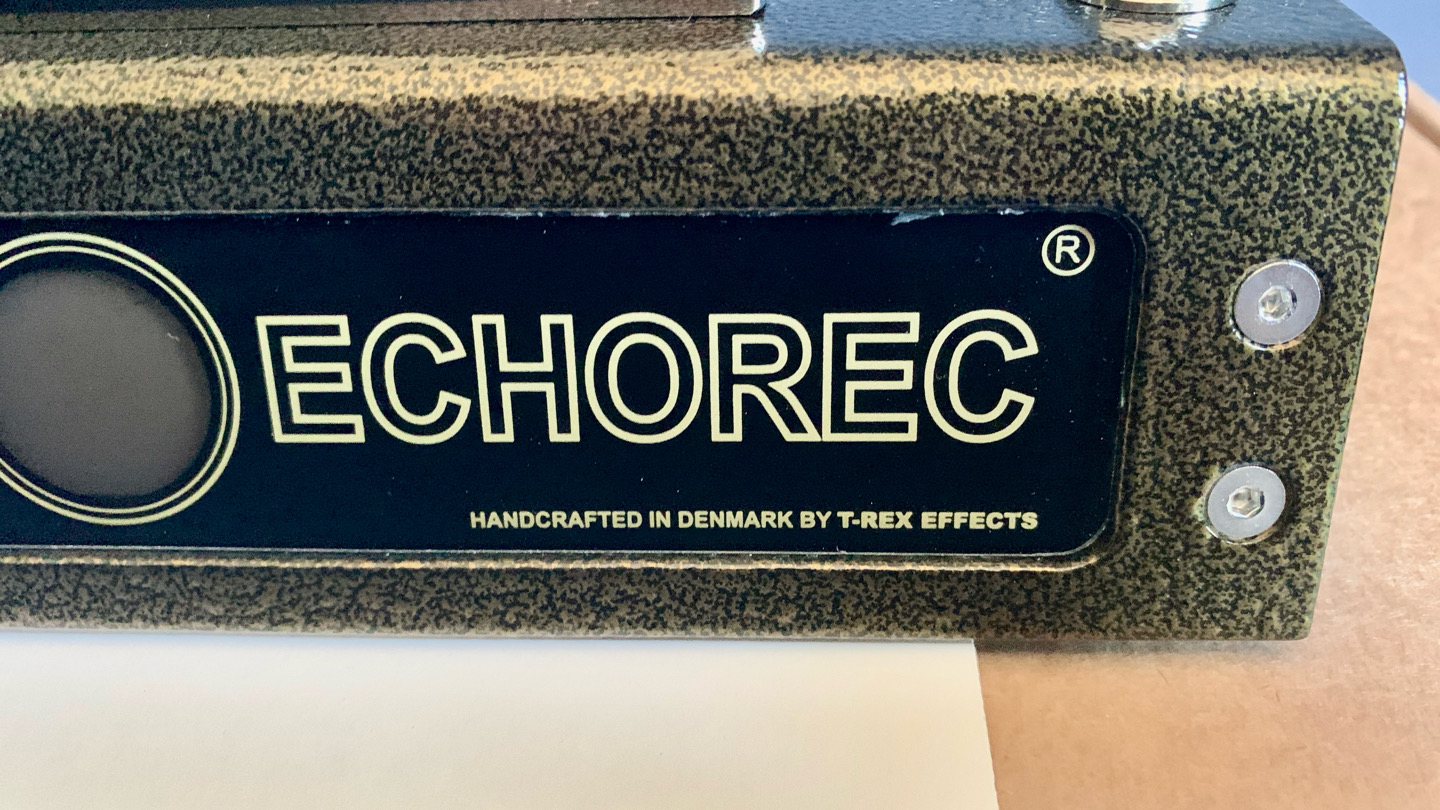 ECHOREC ®
HANDCRAFTED IN DENMARK BY T-REX EFFECTS